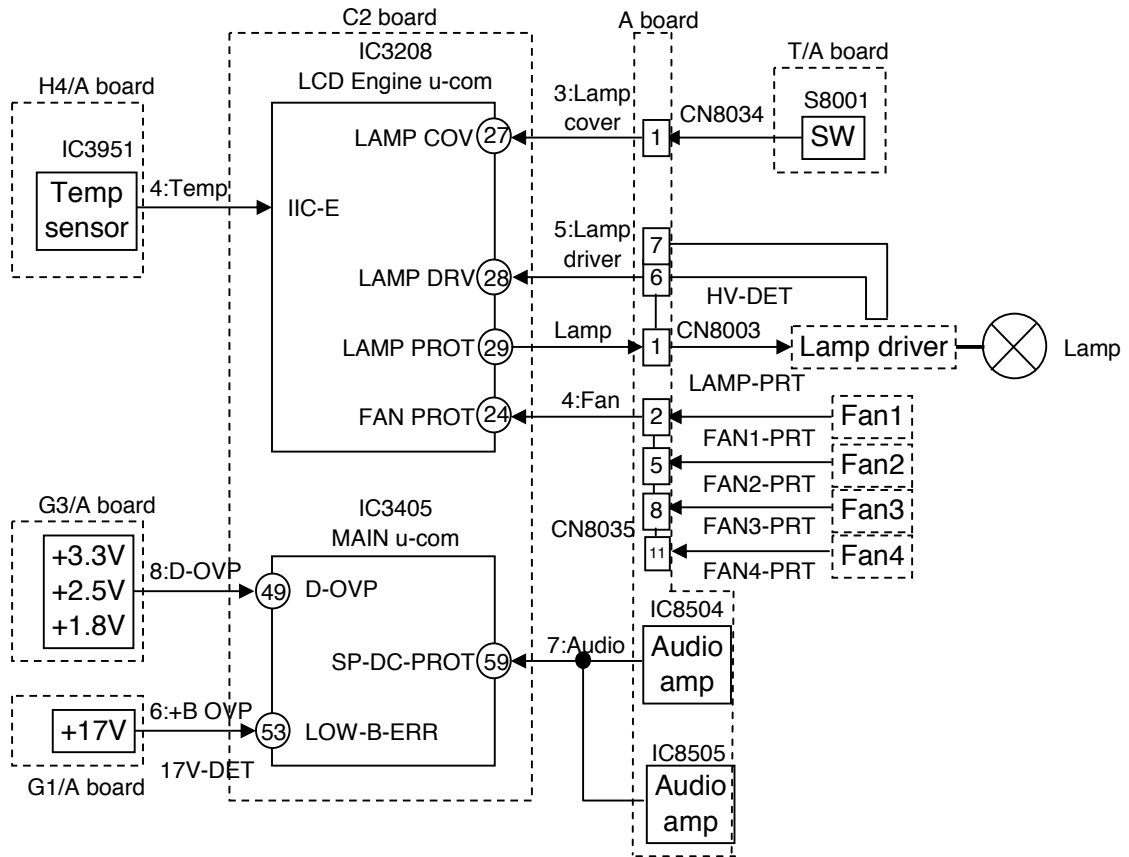 C2 board
A board
T/A board
H4/A board
IC3208
LCD Engine u-com
3:Lamp
cover
CN8034
S8001
SW
LAMP COV
27
1
IC3951
Temp
sensor
4:Temp
IIC-E
5:Lamp
driver
7
LAMP DRV
28
6
HV-DET
LAMP PROT
29
Lamp
1
CN8003
Lamp driver
Lamp
LAMP-PRT
FAN PROT
24
4:Fan
2
Fan1
FAN1-PRT
5
Fan2
FAN2-PRT
8
Fan3
FAN3-PRT
CN8035
11
Fan4
FAN4-PRT
G3/A board
IC3405
MAIN u-com
+3.3V
+2.5V
+1.8V
8:D-OVP
49
D-OVP
IC8504
Audio
amp
7:Audio
SP-DC-PROT
59
+17V
6:+B OVP
53
LOW-B-ERR
17V-DET
G1/A board
IC8505
Audio
amp